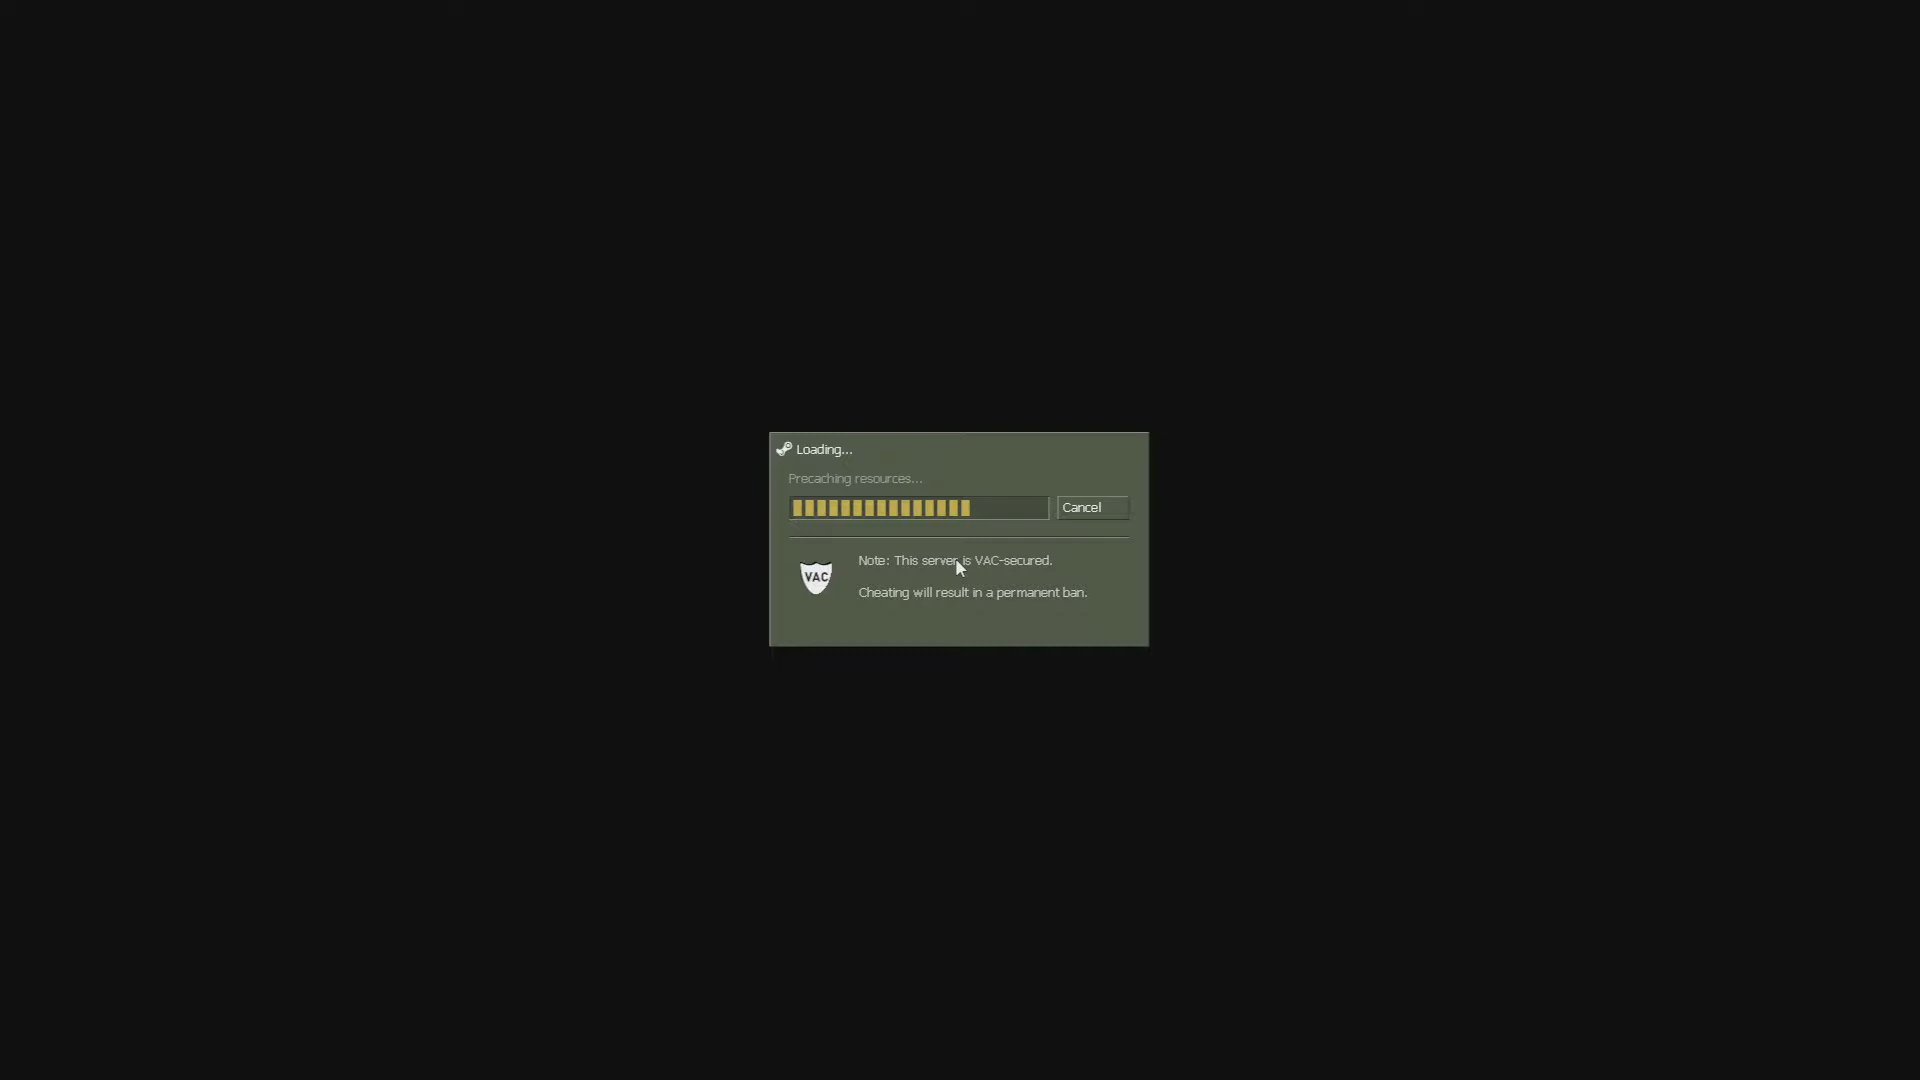 Loading...
Precaching resources...
Cancel
Note: This server is VAC-secured.
VAC
Cheating will result in a permanent ban.